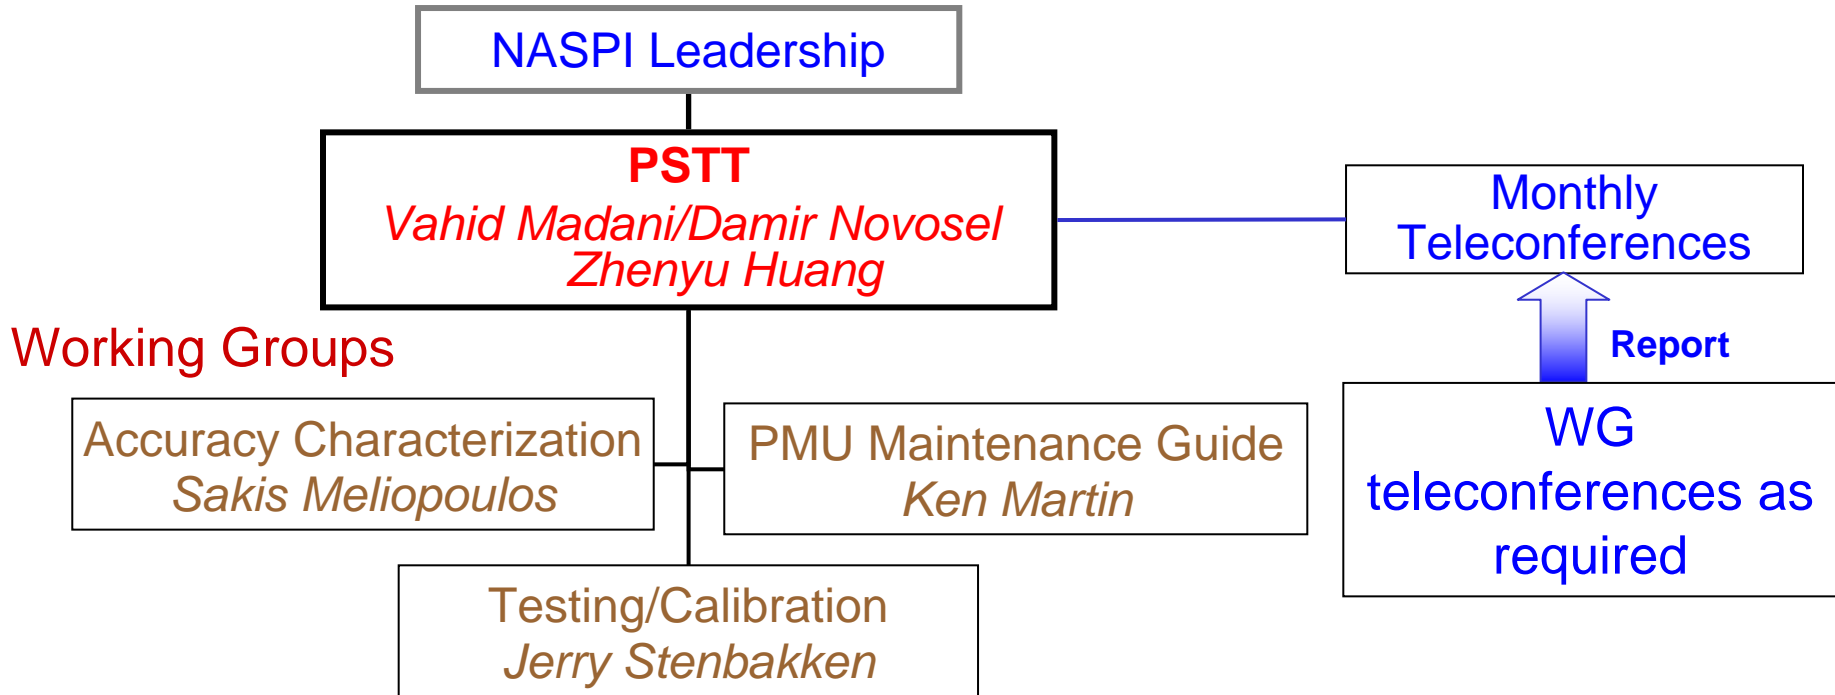 NASPI Leadership
PSTT
Vahid Madani/Damir Novosel
Zhenyu Huang
Monthly
Teleconferences
Working Groups
Report
Accuracy Characterization
Sakis Meliopoulos
PMU Maintenance Guide
Ken Martin
WG
teleconferences as
required
Testing/Calibration
Jerry Stenbakken